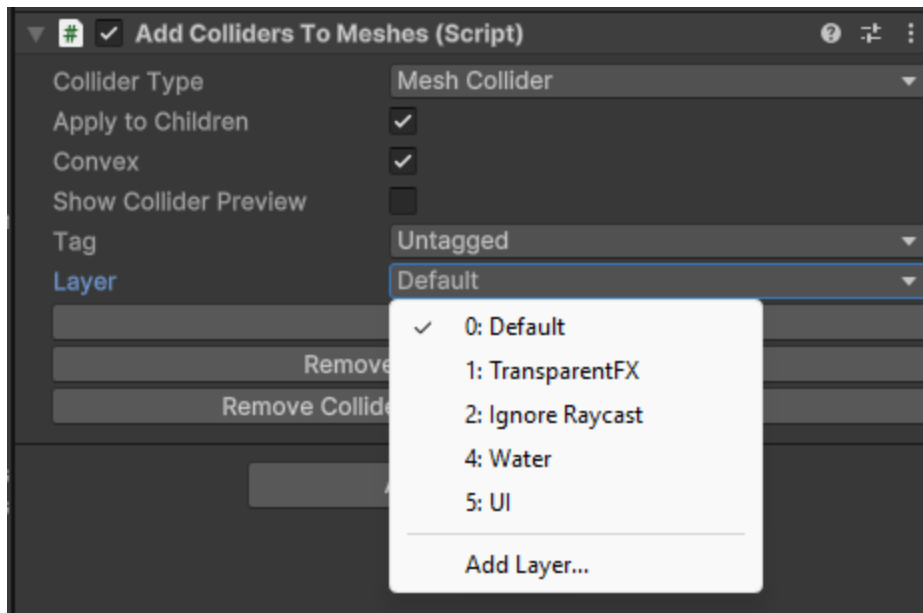 # Add Colliders To Meshes (Script)
Collider Type Mesh Collider
Apply to Children
Convex
Show Collider Preview
Tag Untagged
Layer Default
0: Default
1: TransparentFX
2: Ignore Raycast
4: Water
5: UI
Add Layer...
Remove
Remove